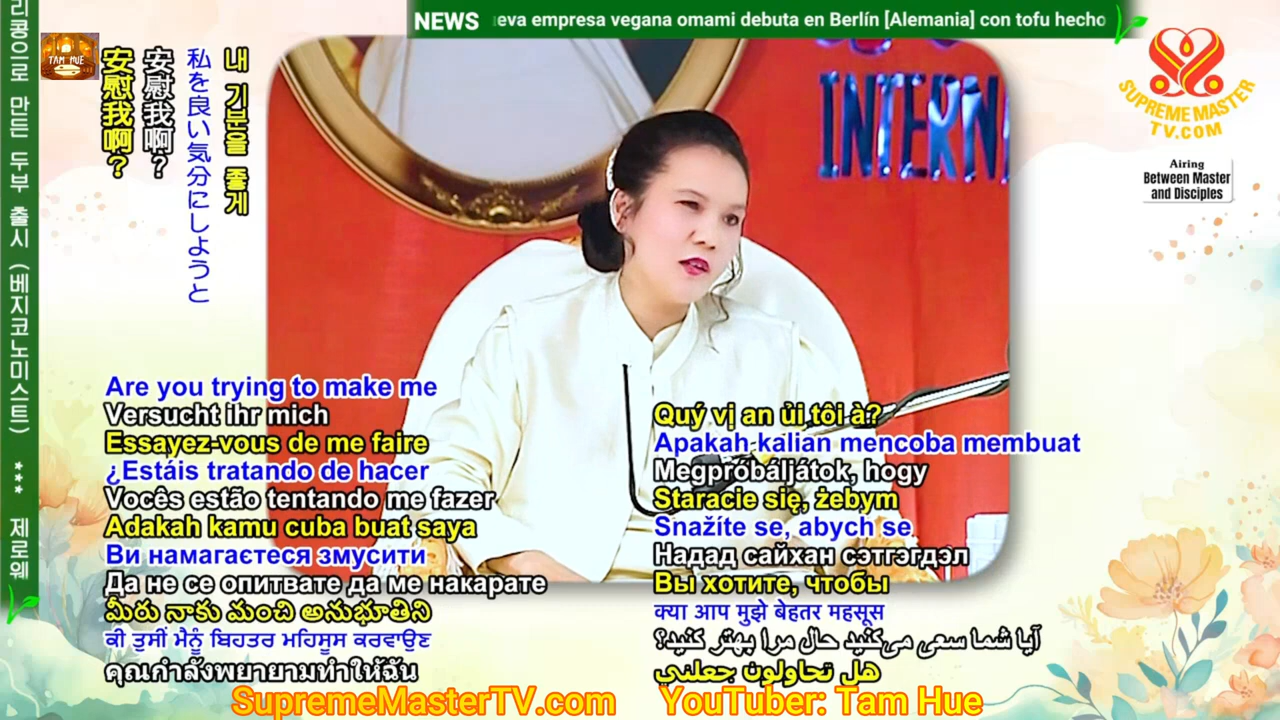 NEWS
ueva empresa vegana omami debuta en Berlín [Alemania] con tofu hecho
리콩이로 만든 두부 출시 (베지코노미스트) *** 제로웨
TAM HUE
安慰我啊？
安慰我啊？
私を良い気分にしようと
내 기분을 좋게
INTERNA
SUPREME MASTER
TV.COM
Airing
Between Master
and Disciples
Are you trying to make me
Versucht ihr mich
Essayez-vous de me faire
¿Estáis tratando de hacer
Vocês estão tentando me fazer
Adakah kamu cuba buat saya
Ви намагаєтеся змусити
Да не се опитвате да ме накарате
మీరు నాకు మంచి అనుభూతిని
ਕੀ ਤੁਸੀਂ ਮੈਨੂੰ ਬਿਹਤਰ ਮਹਿਸੂਸ ਕਰਵਾਉਣ
คุณกำลังพยายามทำให้ฉัน
Quý vị an ủi tôi à?
Apakah kalian mencoba membuat
Megpróbáljátok, hogy
Staracie się, żebym
Snažíte se, abych se
Надад сайхан сэтгэгдэл
Вы хотите, чтобы
क्या आप मुझे बेहतर महसूस
آیا شما سعی می‌کنید حال مرا بهتر کنید؟
هل تحاولون جعلني
SupremeMasterTV.com
YouTuber: Tam Hue